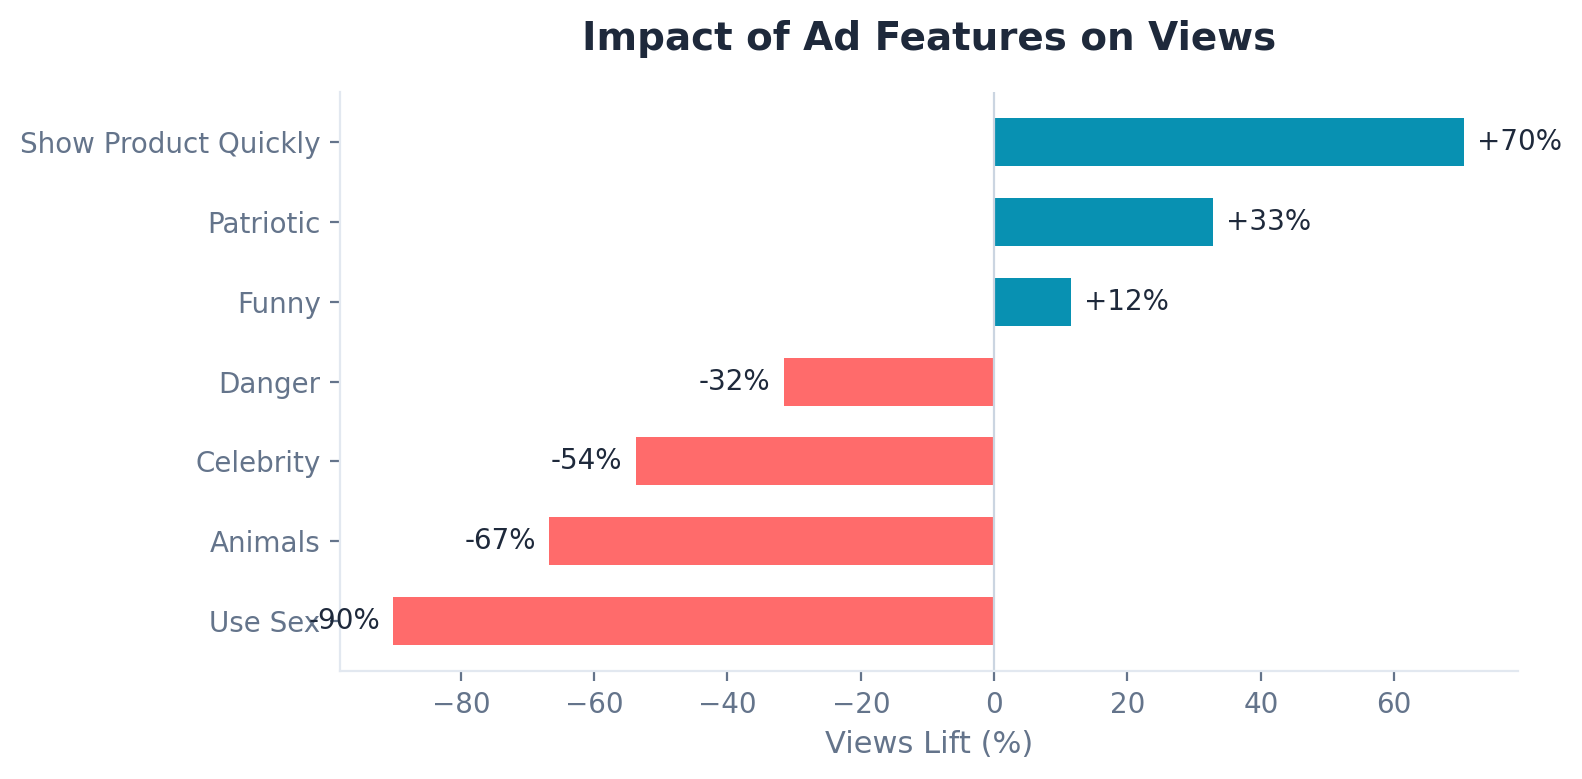 Impact of Ad Features on Views
Show Product Quickly +70%
Patriotic +33%
Funny +12%
Danger -32%
Celebrity -54%
Animals -67%
Use Sex -90%
−80 −60 −40 −20 0 20 40 60
Views Lift (%)